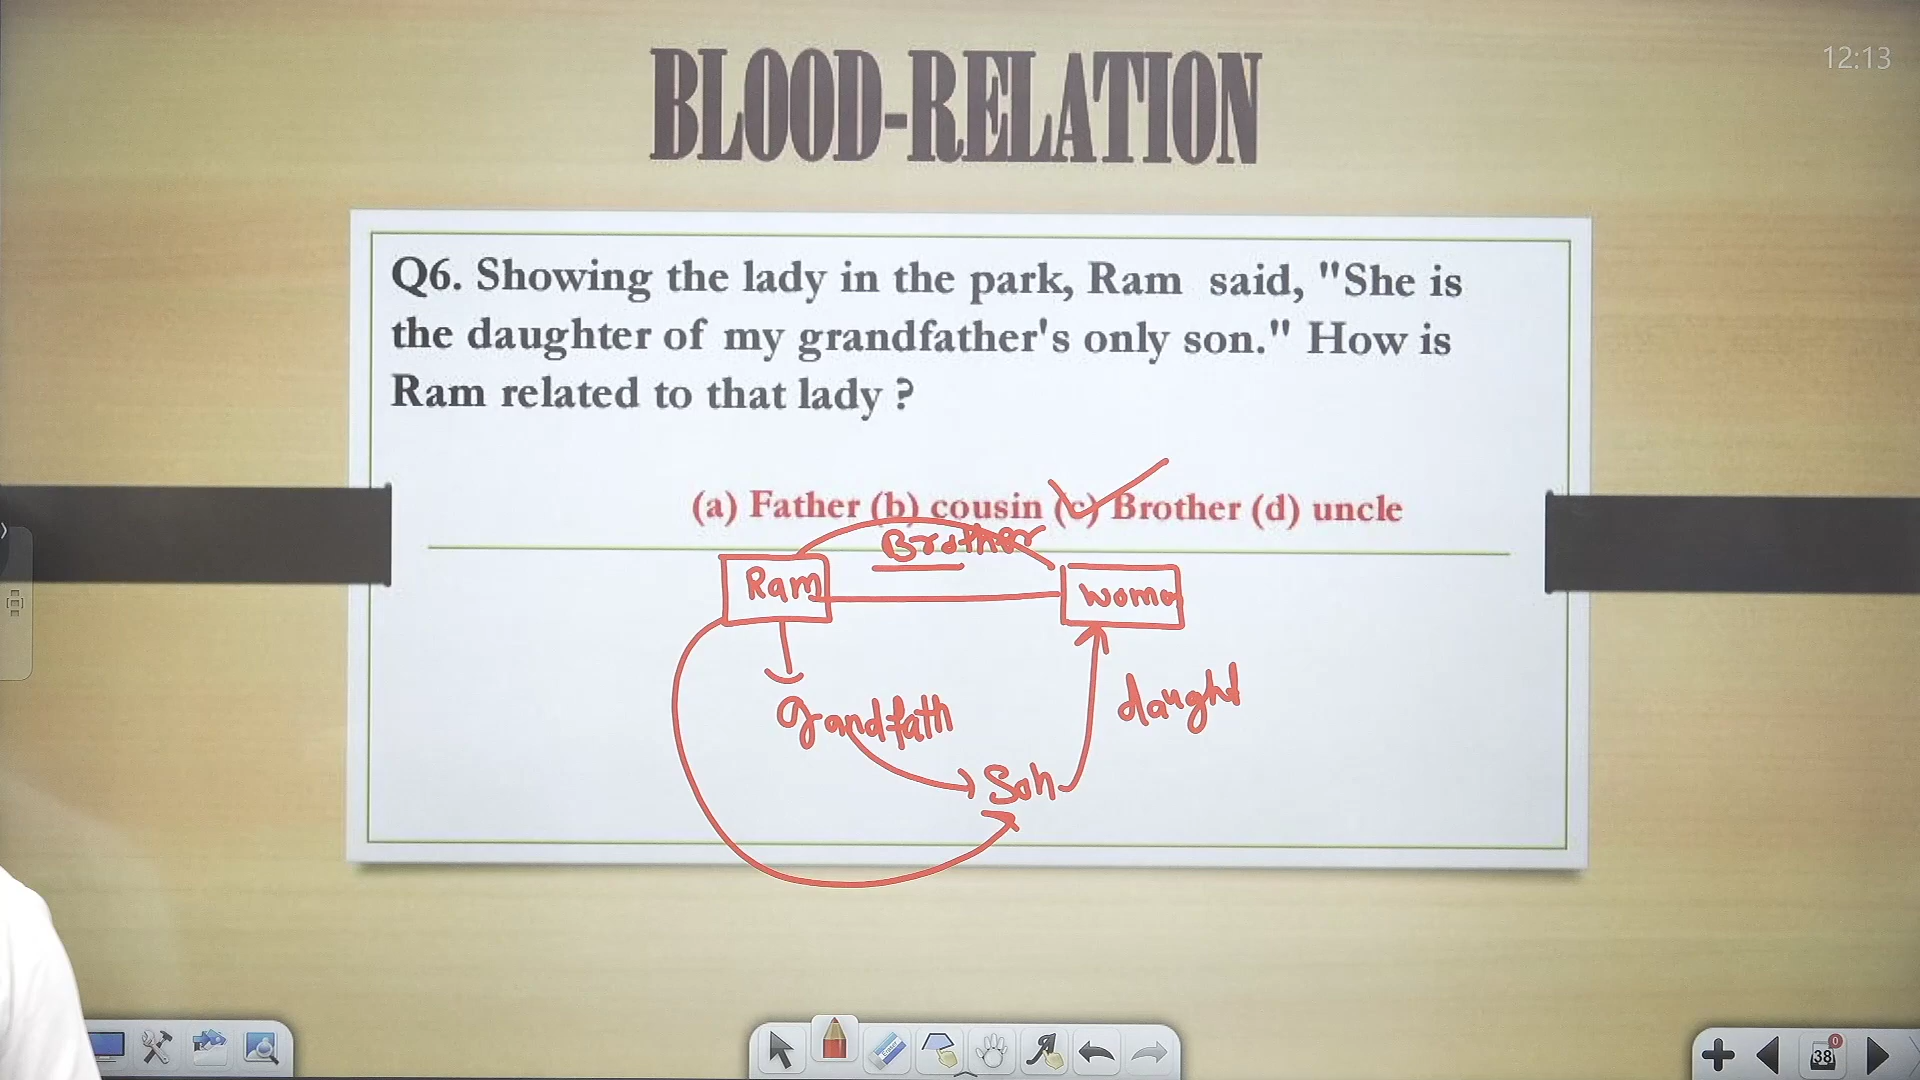 12:13
BLOOD-RELATION
Q6. Showing the lady in the park, Ram said, "She is
the daughter of my grandfather's only son." How is
Ram related to that lady ?
(a) Father (b) cousin (c) Brother (d) uncle
Brother
Ram
woma
grandfath
daught
Son
38
0